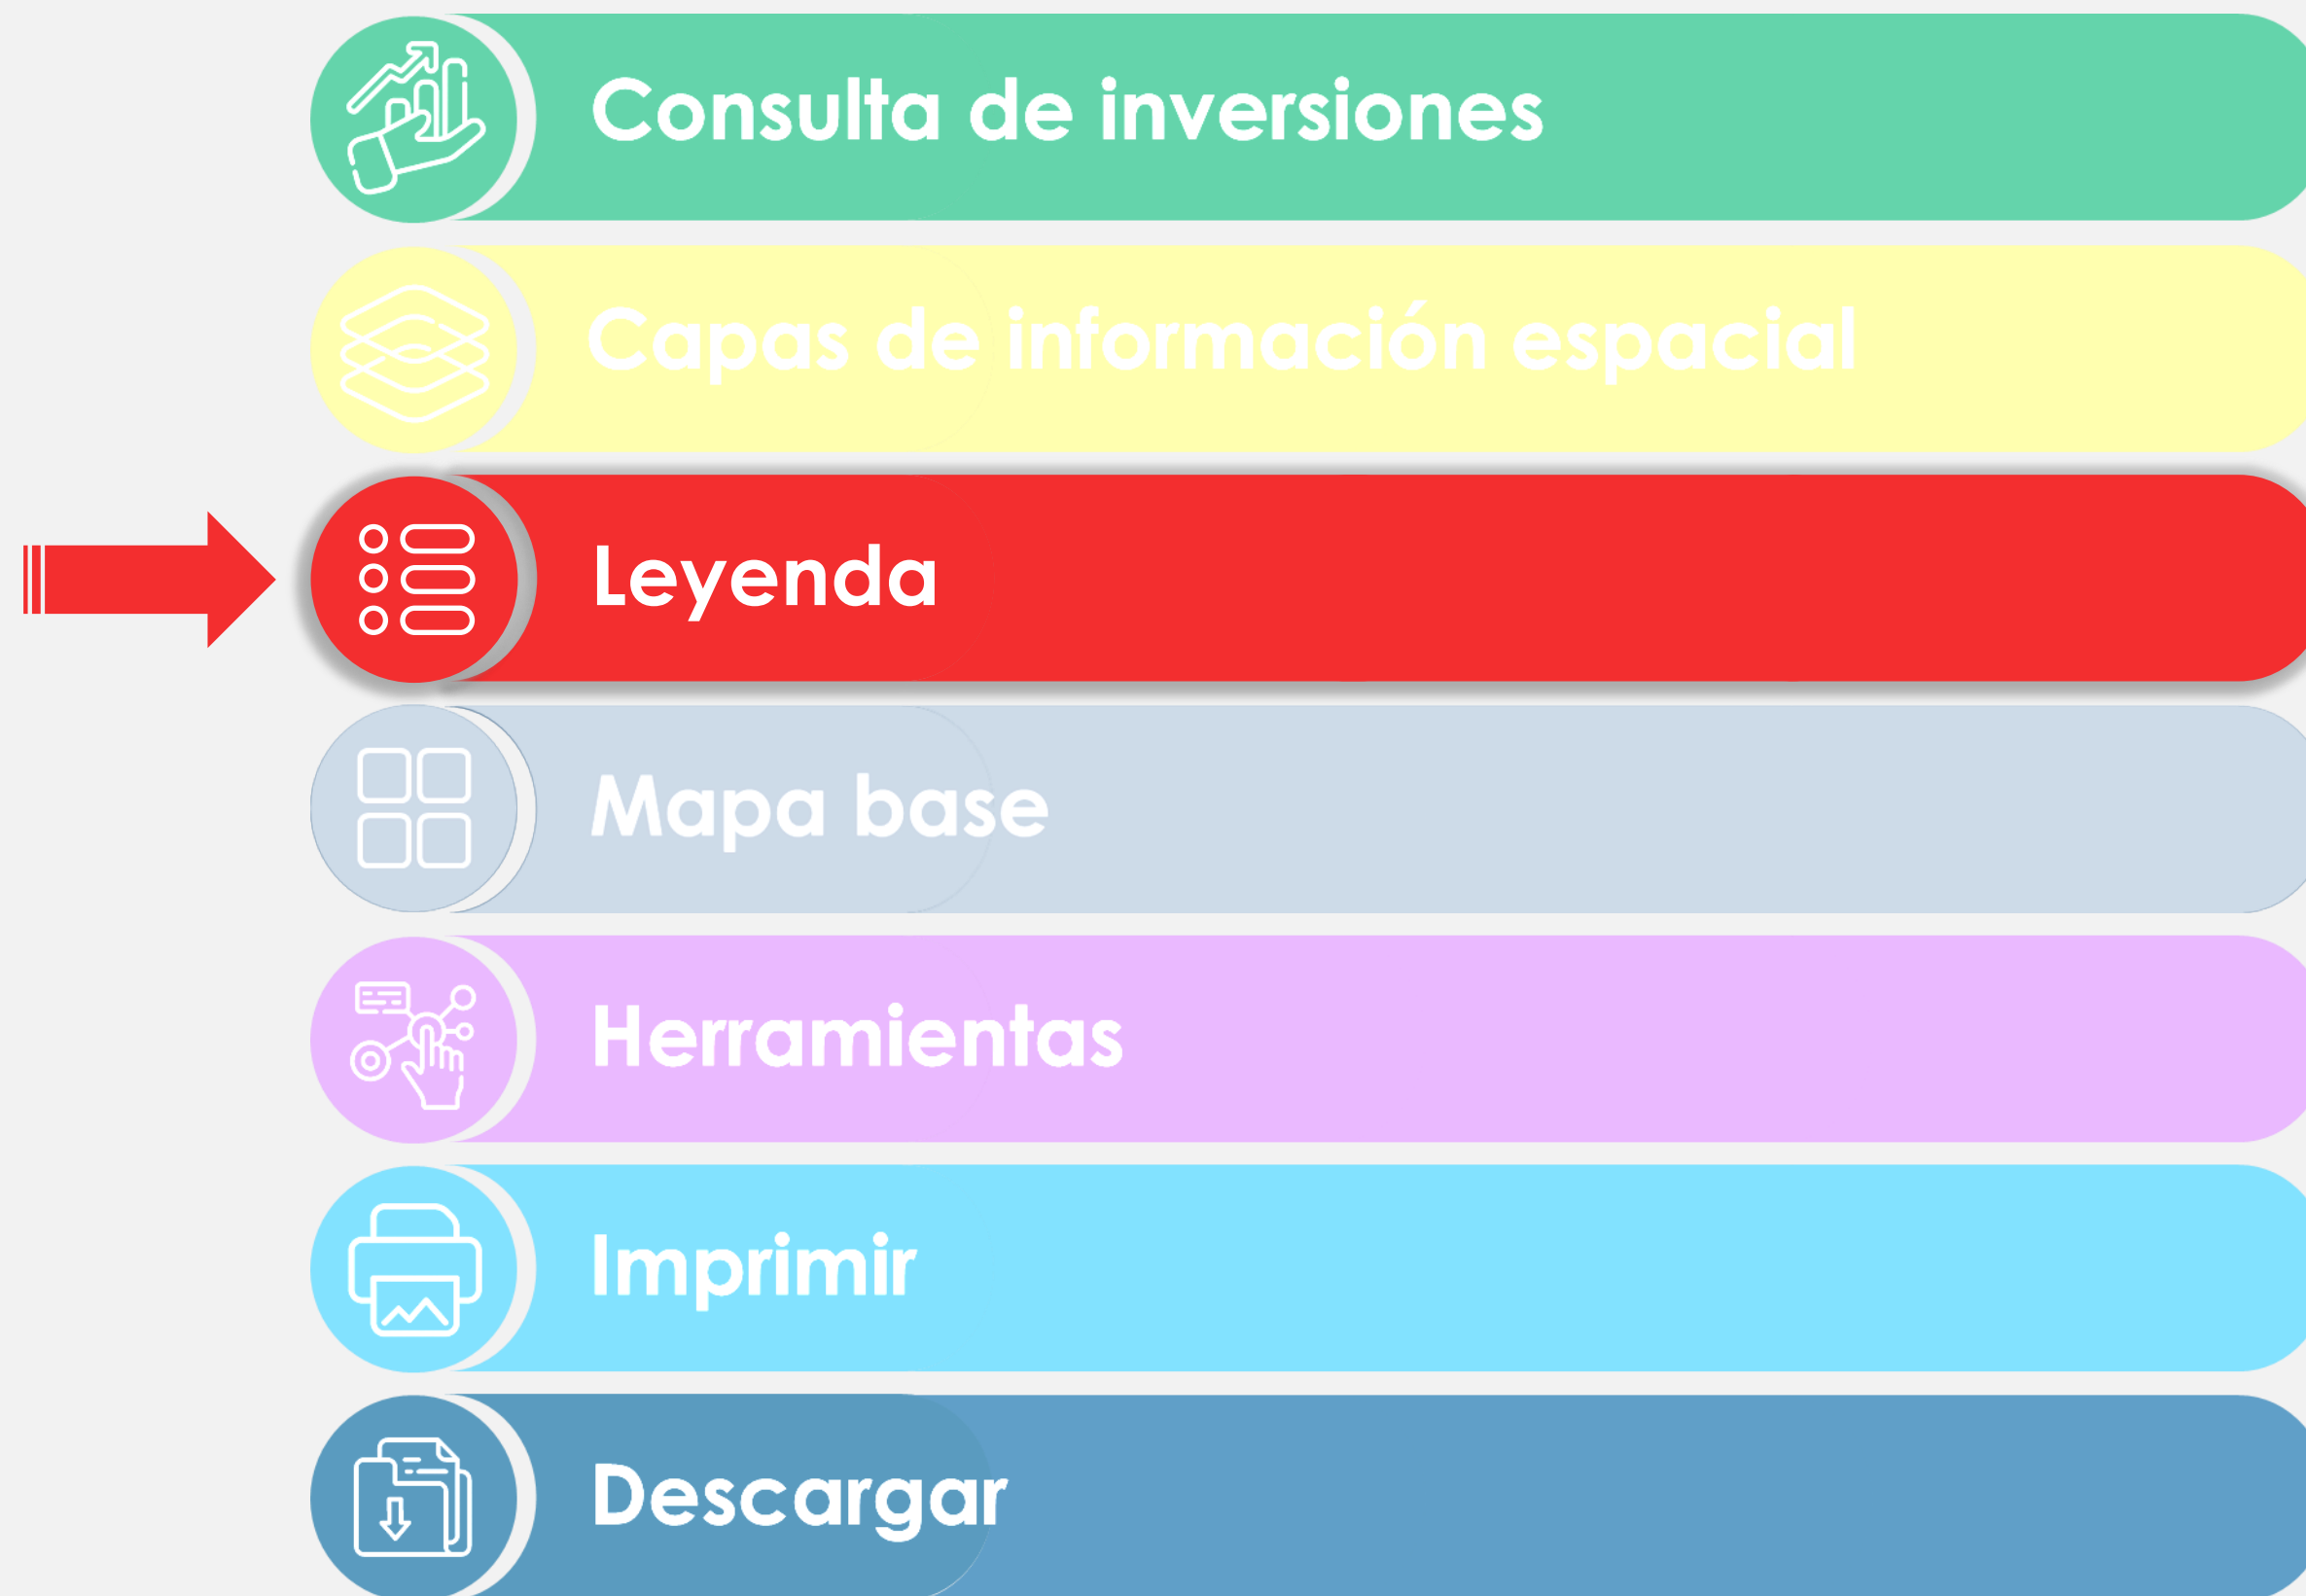 Consulta de inversiones
Capas de información espacial
Leyenda
Mapa base
Herramientas
Imprimir
Descargar